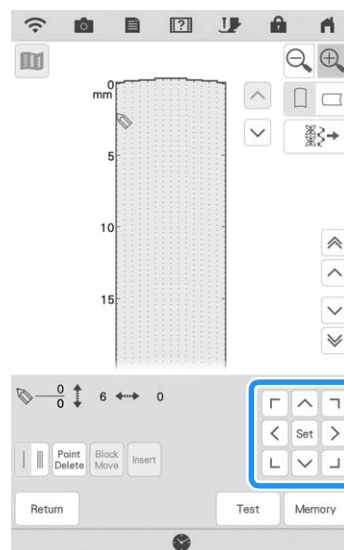 0
mm
5
10
15
0
0
6
0
Set
Point
Delete
Block
Move
Insert
Return
Test
Memory